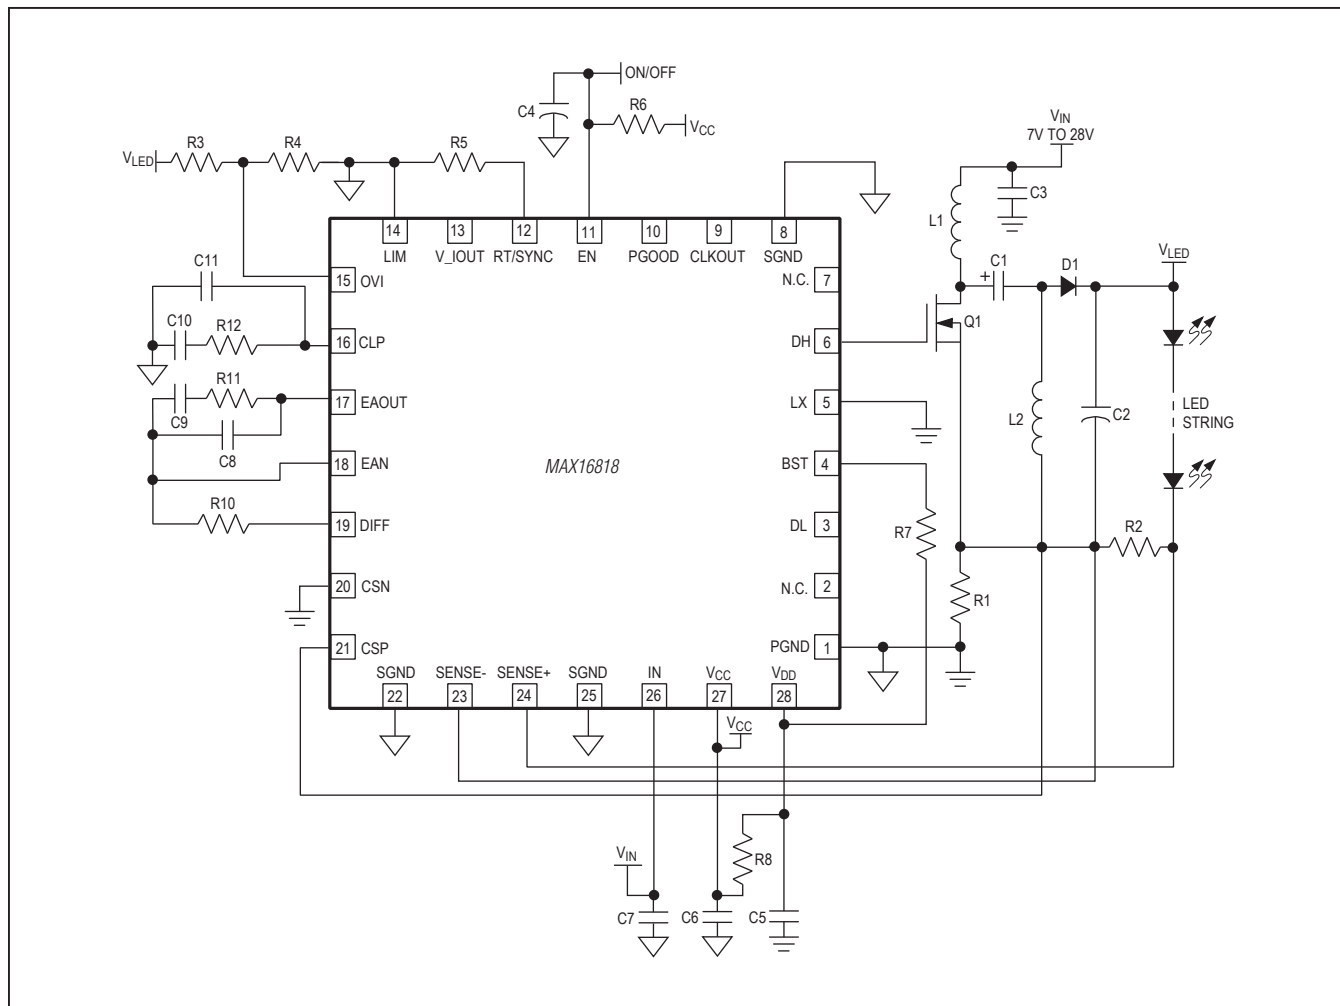 ON/OFF
C4
R6
VCC
VIN
7V TO 28V
VLED
R3
R4
R5
C3
L1
14
13
12
11
10
9
8
LIM
V_IOUT
RT/SYNC
EN
PGOOD
CLKOUT
SGND
C11
15
OVI
N.C.
7
C1
+
D1
VLED
C10
R12
16
CLP
DH
6
Q1
R11
C9
C8
17
EAOUT
LX
5
L2
C2
LED
STRING
18
EAN
MAX16818
BST
4
R10
19
DIFF
DL
3
R7
R2
20
CSN
N.C.
2
R1
21
CSP
PGND
1
SGND
SENSE-
SENSE+
SGND
IN
VCC
VDD
22
23
24
25
26
27
28
VCC
VIN
R8
C7
C6
C5